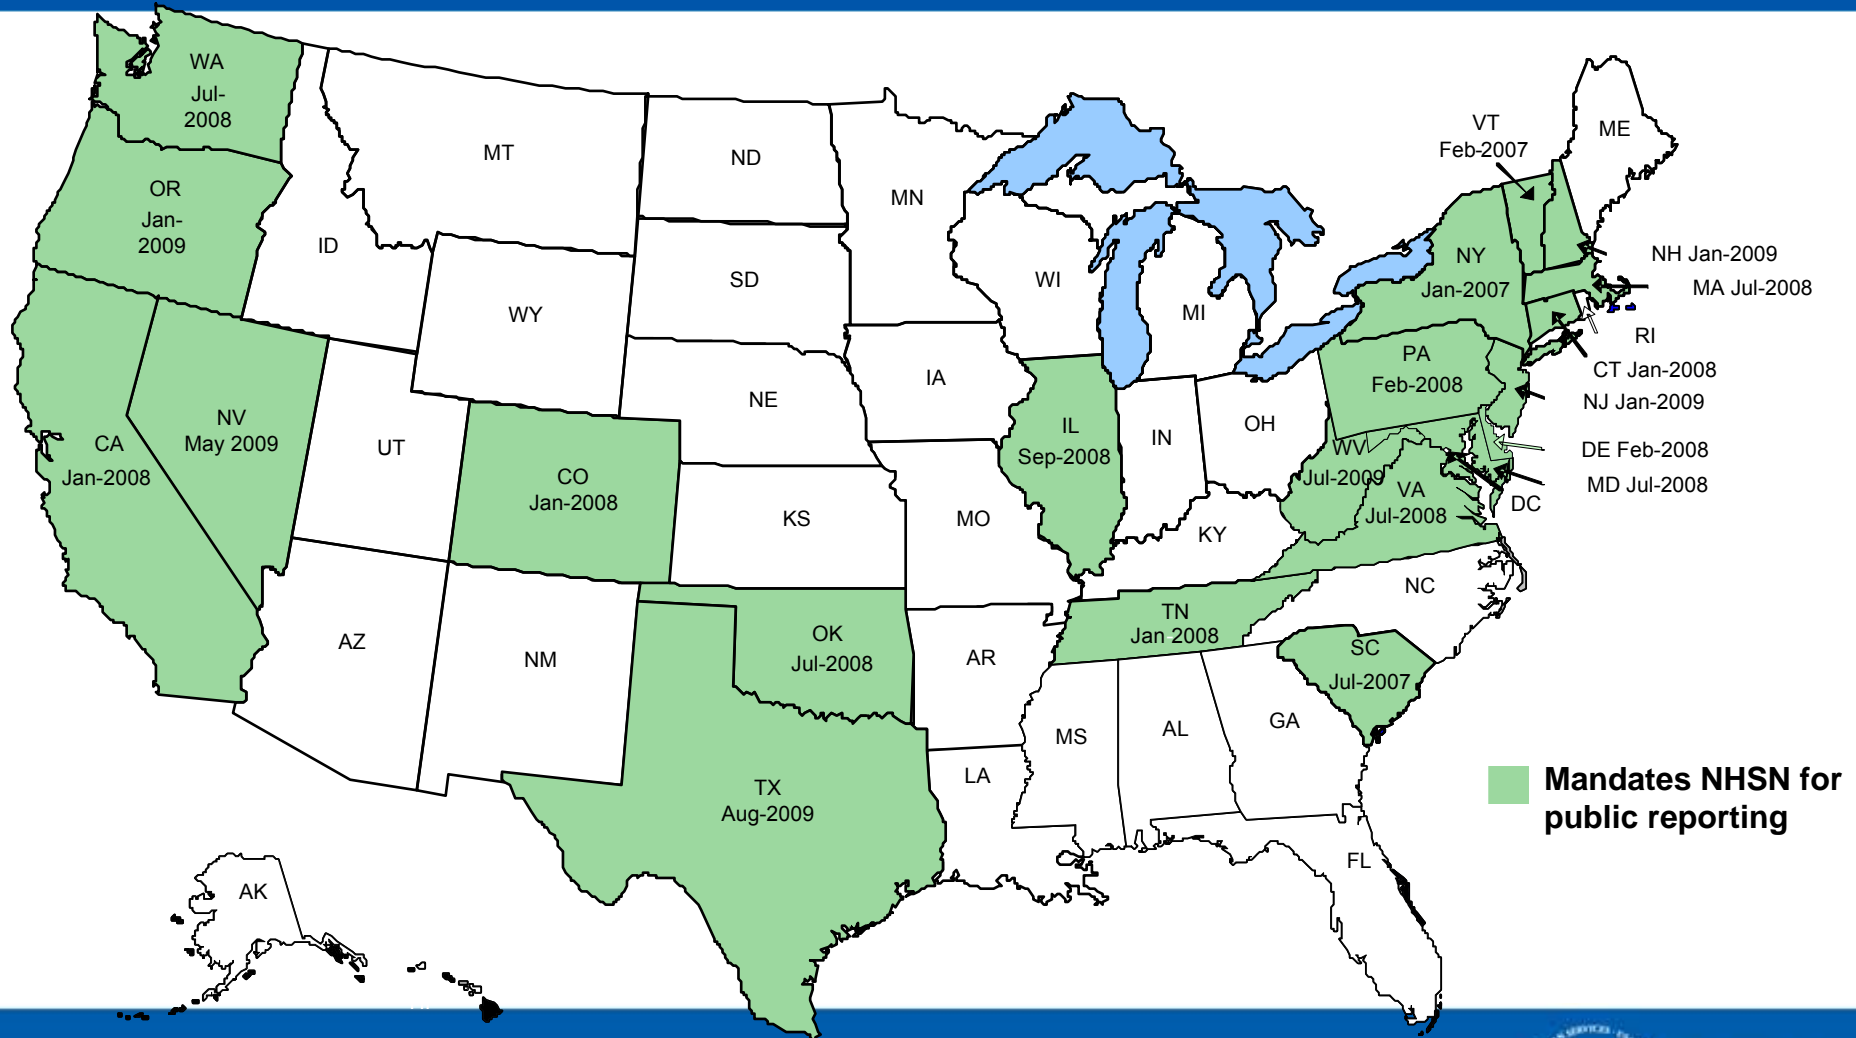 WA
Jul-
2008
OR
Jan-
2009
CA
Jan-2008
NV
May 2009
ID
MT
WY
UT
CO
Jan-2008
AZ
NM
ND
SD
NE
KS
OK
Jul-2008
TX
Aug-2009
MN
IA
MO
AR
LA
WI
IL
Sep-2008
MI
IN
OH
KY
TN
Jan 2008
MS
AL
GA
FL
SC
Jul-2007
NC
WV
Jul-2009
VA
Jul-2008
PA
Feb-2008
NY
Jan-2007
VT
Feb-2007
ME
NH Jan-2009
MA Jul-2008
RI
CT Jan-2008
NJ Jan-2009
DE Feb-2008
MD Jul-2008
DC
AK
Mandates NHSN for
public reporting